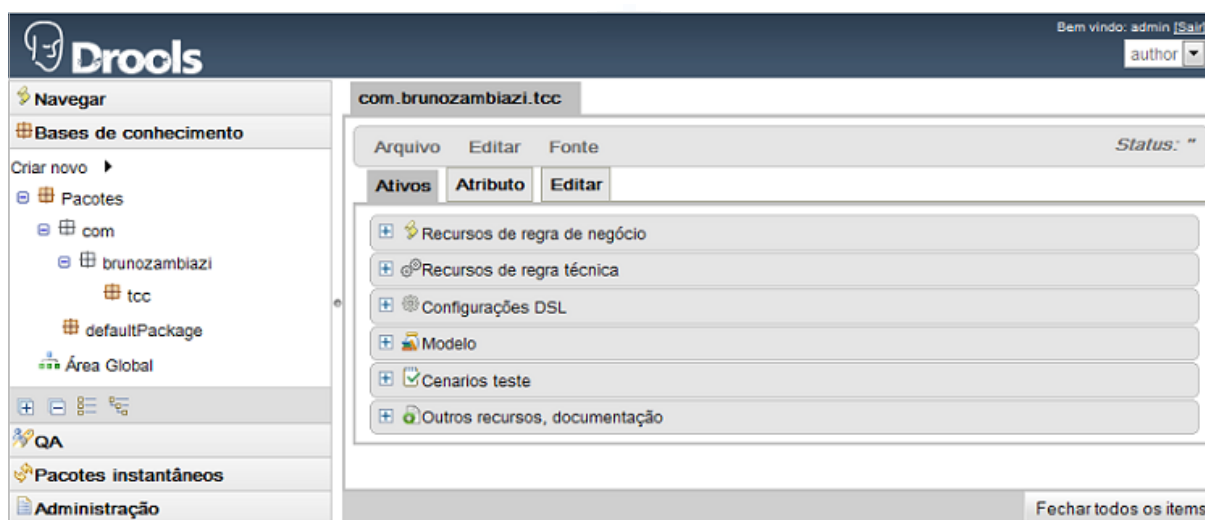 Drools
Bem vindo: admin [Sair]
author
Navegar
Bases de conhecimento
Criar novo
Pacotes
com
brunozambiazi
tcc
defaultPackage
Área Global
QA
Pacotes instantâneos
Administração
com.brunozambiazi.tcc
Arquivo Editar Fonte Status: ''
Ativos Atributo Editar
Recursos de regra de negócio
Recursos de regra técnica
Configurações DSL
Modelo
Cenarios teste
Outros recursos, documentação
Fechar todos os items